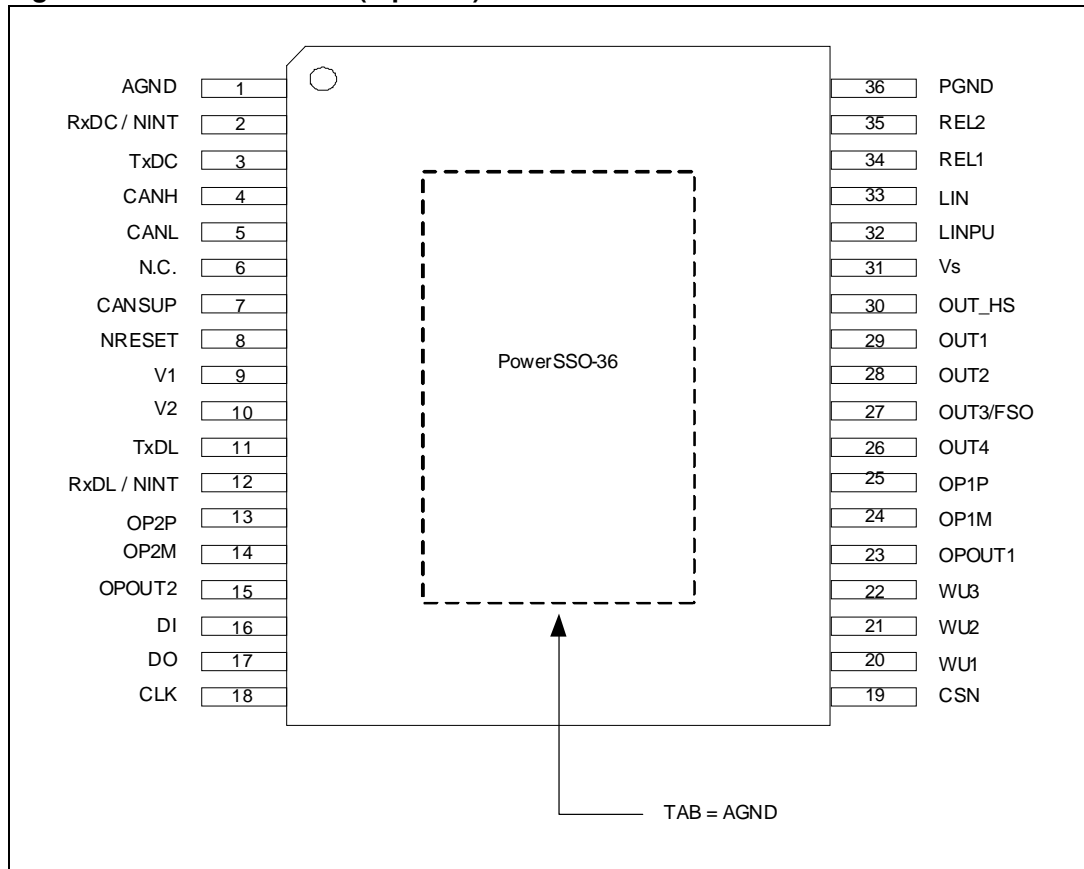 AGND 1 36 PGND
RxDC / NINT 2 35 REL2
TxDC 3 34 REL1
CANH 4 33 LIN
CANL 5 32 LINPU
N.C. 6 31 Vs
CANSUP 7 30 OUT_HS
NRESET 8 29 OUT1
V1 9 28 OUT2
V2 10 27 OUT3/FSO
TxDL 11 26 OUT4
RxDL / NINT 12 25 OP1P
OP2P 13 24 OP1M
OP2M 14 23 OPOUT1
OPOUT2 15 22 WU3
DI 16 21 WU2
DO 17 20 WU1
CLK 18 19 CSN
PowerSSO-36
TAB = AGND